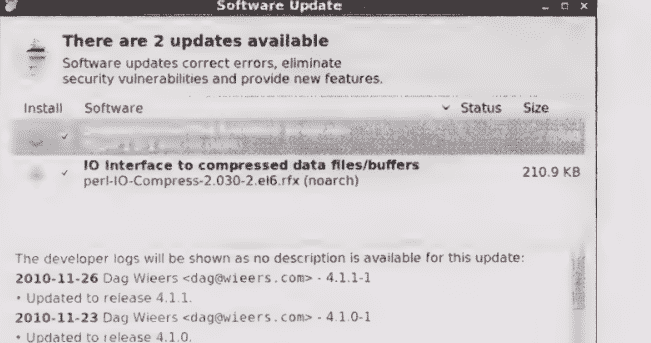 Software Update
There are 2 updates available
Software updates correct errors, eliminate
security vulnerabilities and provide new features.
Install Software Status Size
IO Interface to compressed data files/buffers
perl-IO-Compress-2.030-2.el6.rfx (noarch)
210.9 KB
The developer logs will be shown as no description is available for this update:
2010-11-26 Dag Wieers <dag@wieers.com> - 4.1.1-1
• Updated to release 4.1.1.
2010-11-23 Dag Wieers <dag@wieers.com> - 4.1.0-1
• Updated to release 4.1.0.